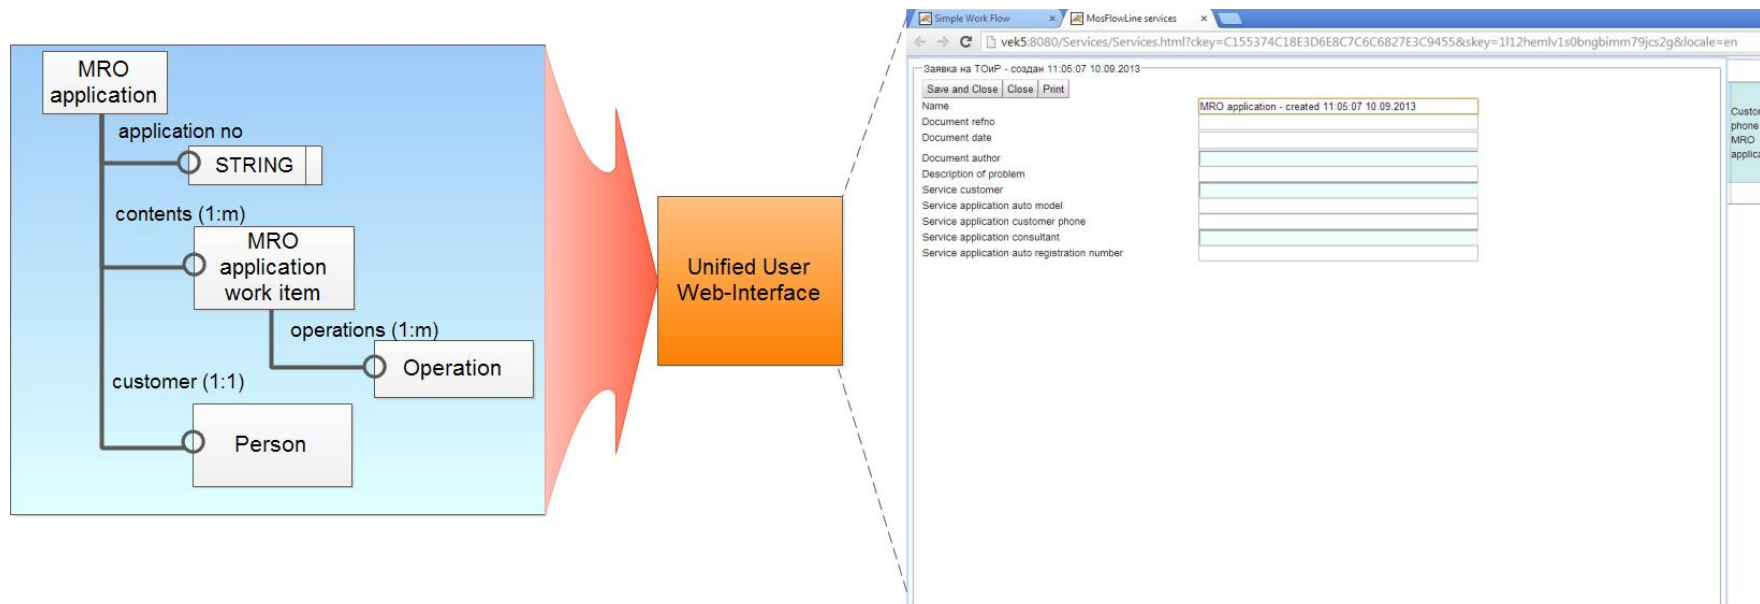 MRO
application
application no
STRING
contents (1:m)
MRO
application
work item
operations (1:m)
Operation
customer (1:1)
Person
Unified User
Web-Interface
Simple Work Flow
MosFlowLine services
vek5:8080/Services/Services.html?ckey=C155374C18E3D6E8C7C6C6827E3C9455&skey=1l12hemlv1s0bngbimm79jcs2g&locale=en
Заявка на ТОиР - создан 11:05:07 10.09.2013
Save and Close Close Print
Name MRO application - created 11:05:07 10.09.2013
Document refno
Document date
Document author
Description of problem
Service customer
Service application auto model
Service application customer phone
Service application consultant
Service application auto registration number
Custo
phone
MRO
applica